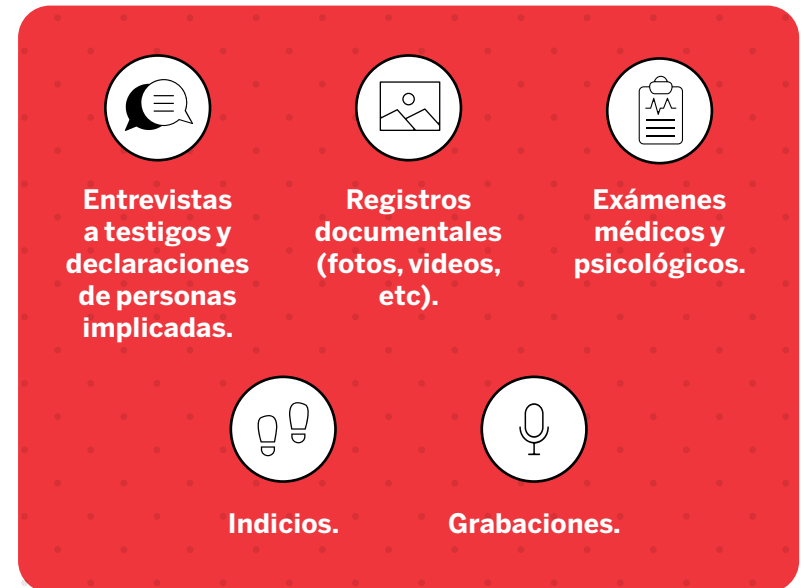 Entrevistas
a testigos y
declaraciones
de personas
implicadas.
Registros
documentales
(fotos, videos,
etc).
Exámenes
médicos y
psicológicos.
Indicios.
Grabaciones.